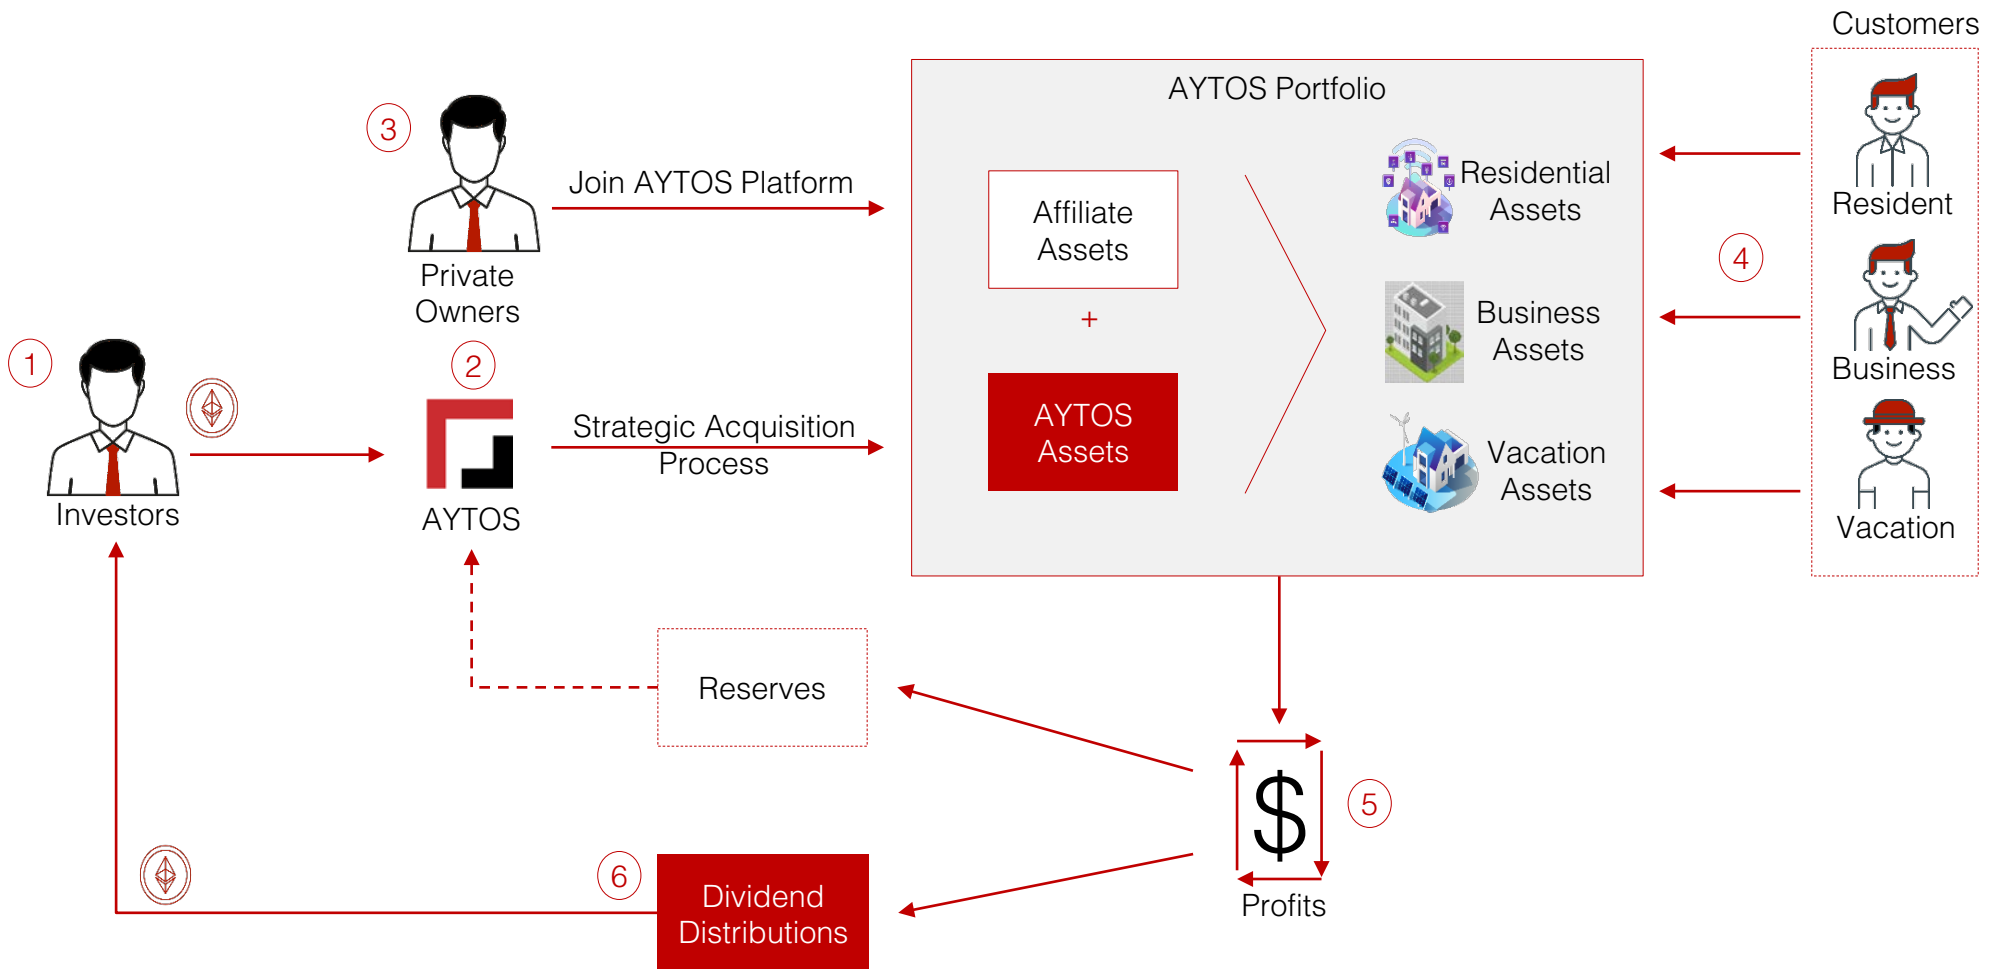 Customers
AYTOS Portfolio
3
Join AYTOS Platform
Private
Owners
Affiliate
Assets
+
AYTOS
Assets
Residential
Assets
Business
Assets
Vacation
Assets
4
Resident
Business
Vacation
1
Investors
2
AYTOS
Strategic Acquisition
Process
Reserves
$
5
Profits
6
Dividend
Distributions